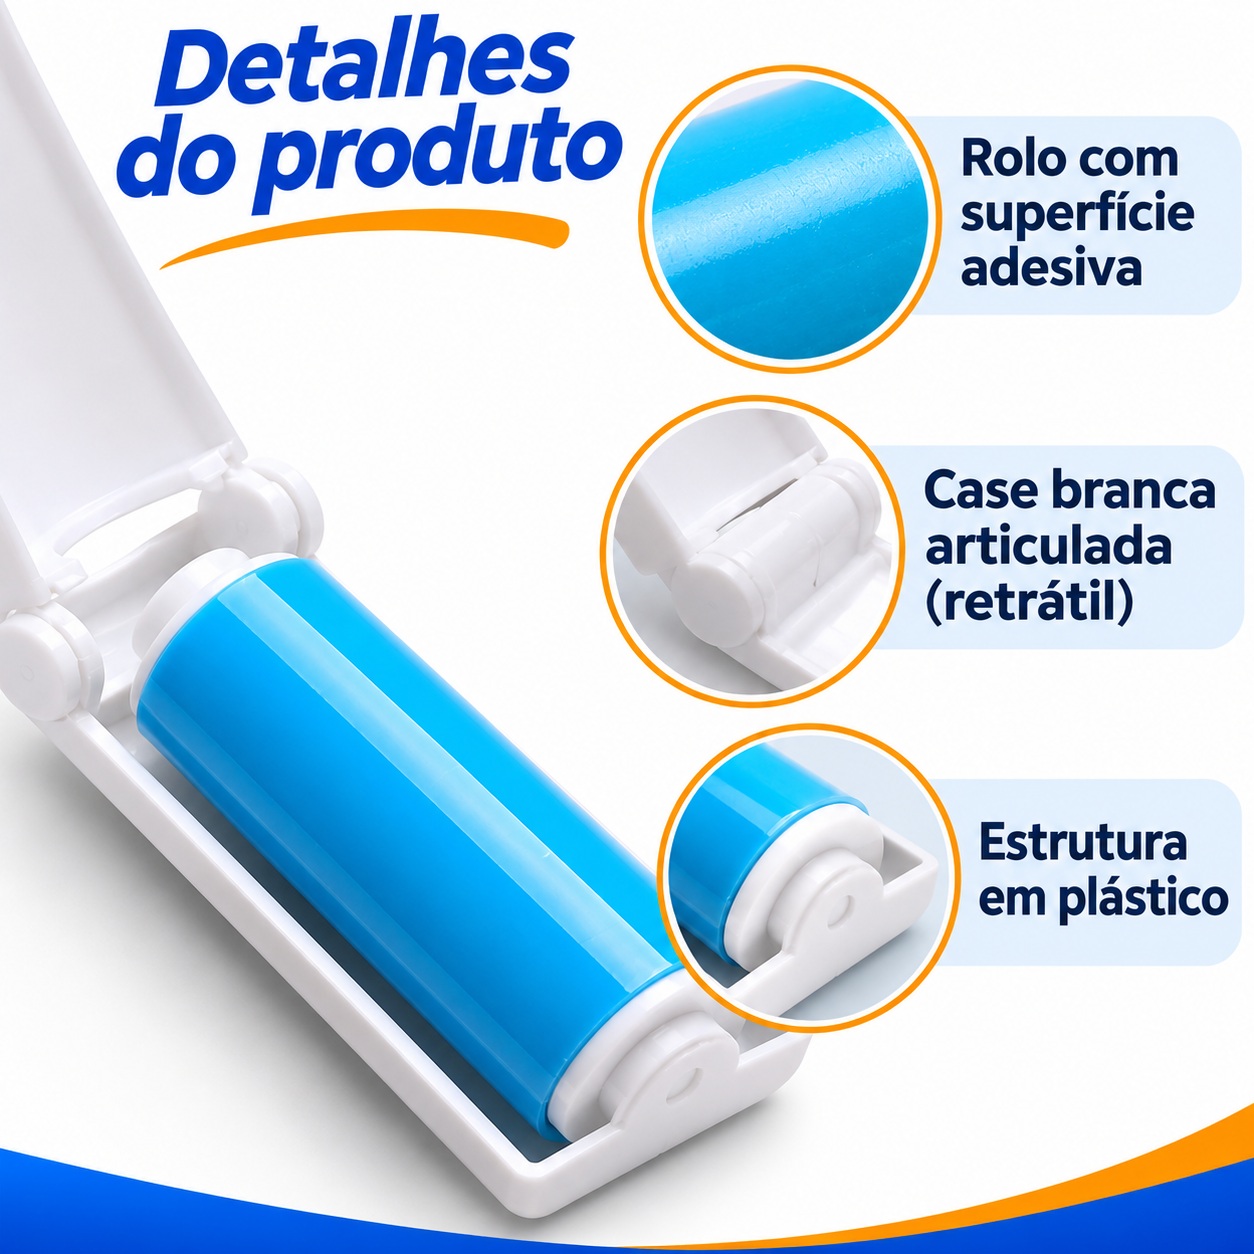 Detalhes
do produto
Rolo com
superfície
adesiva
Case branca
articulada
(retrátil)
Estrutura
em plástico